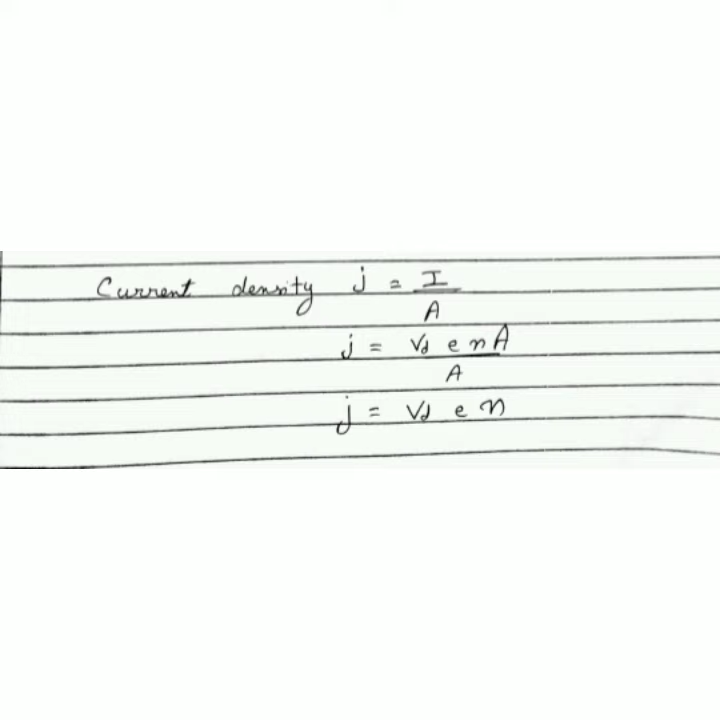 Current density j = I/A
j = Vd e n A/A
j = Vd e n